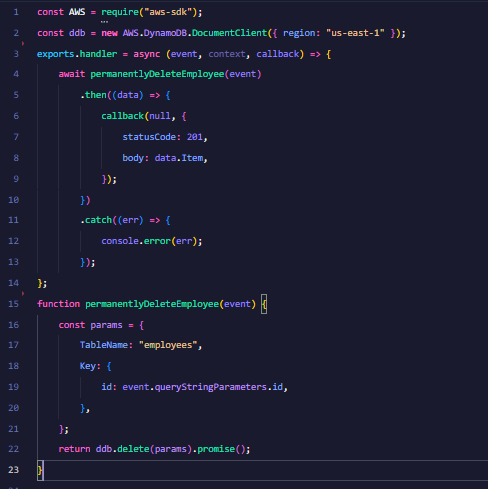 1 const AWS = require("aws-sdk");
2 const ddb = new AWS.DynamoDB.DocumentClient({ region: "us-east-1" });
3 exports.handler = async (event, context, callback) => {
4     await permanentlyDeleteEmployee(event)
5         .then((data) => {
6             callback(null, {
7                 statusCode: 201,
8                 body: data.Item,
9             });
10         })
11         .catch((err) => {
12             console.error(err);
13         });
14 };
15 function permanentlyDeleteEmployee(event) {
16     const params = {
17         TableName: "employees",
18         Key: {
19             id: event.queryStringParameters.id,
20         },
21     };
22     return ddb.delete(params).promise();
23 }